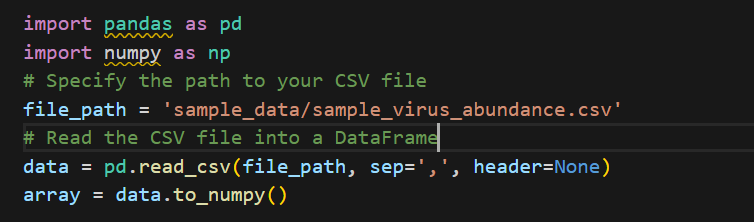 import pandas as pd
import numpy as np
# Specify the path to your CSV file
file_path = 'sample_data/sample_virus_abundance.csv'
# Read the CSV file into a DataFrame
data = pd.read_csv(file_path, sep=',', header=None)
array = data.to_numpy()